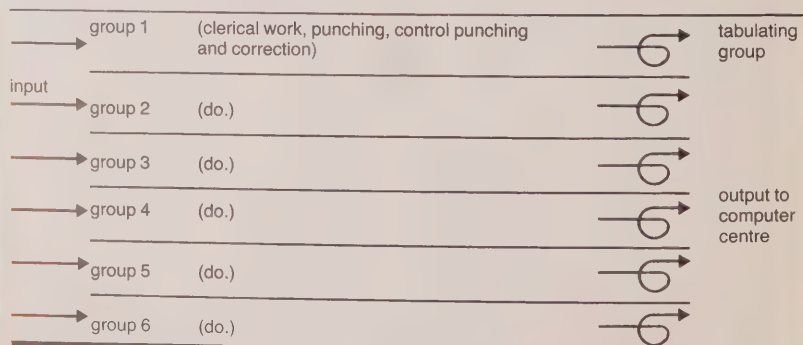 group 1 (clerical work, punching, control punching tabulating
and correction) group
input
group 2 (do.)
group 3 (do.)
group 4 (do.)
output to
computer
centre
group 5 (do.)
group 6 (do.)